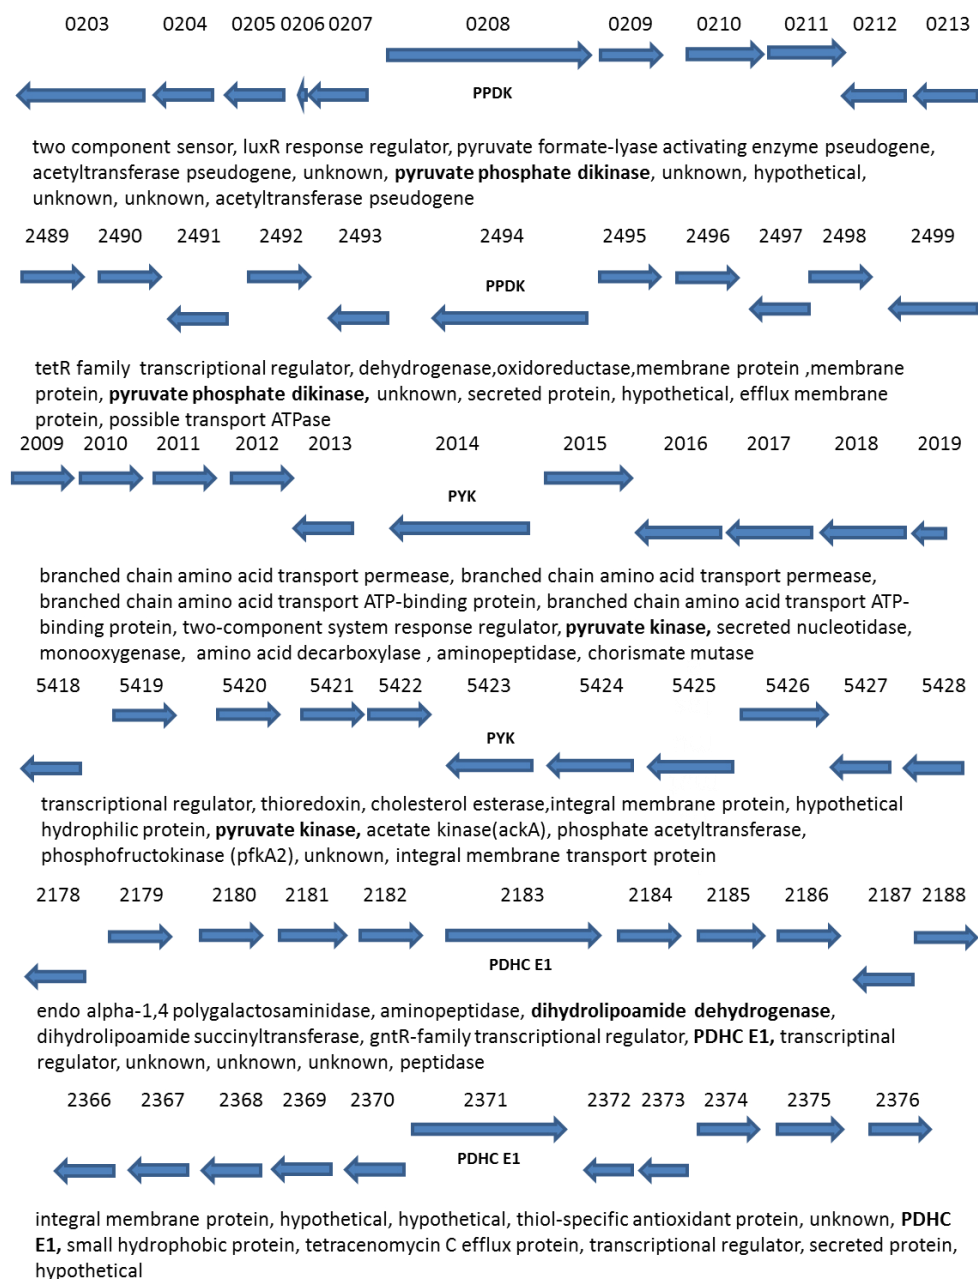 0203 0204 0205 0206 0207 0208 0209 0210 0211 0212 0213
PPDK
two component sensor, luxR response regulator, pyruvate formate-lyase activating enzyme pseudogene,
acetyltransferase pseudogene, unknown, pyruvate phosphate dikinase, unknown, hypothetical,
unknown, unknown, acetyltransferase pseudogene
2489 2490 2491 2492 2493 2494 2495 2496 2497 2498 2499
PPDK
tetR family transcriptional regulator, dehydrogenase,oxidoreductase,membrane protein ,membrane
protein, pyruvate phosphate dikinase, unknown, secreted protein, hypothetical, efflux membrane
protein, possible transport ATPase
2009 2010 2011 2012 2013 2014 2015 2016 2017 2018 2019
PYK
branched chain amino acid transport permease, branched chain amino acid transport permease,
branched chain amino acid transport ATP-binding protein, branched chain amino acid transport ATP-
binding protein, two-component system response regulator, pyruvate kinase, secreted nucleotidase,
monooxygenase, amino acid decarboxylase , aminopeptidase, chorismate mutase
5418 5419 5420 5421 5422 5423 5424 5425 5426 5427 5428
PYK
transcriptional regulator, thioredoxin, cholesterol esterase,integral membrane protein, hypothetical
hydrophilic protein, pyruvate kinase, acetate kinase(ackA), phosphate acetyltransferase,
phosphofructokinase (pfkA2), unknown, integral membrane transport protein
2178 2179 2180 2181 2182 2183 2184 2185 2186 2187 2188
PDHC E1
endo alpha-1,4 polygalactosaminidase, aminopeptidase, dihydrolipoamide dehydrogenase,
dihydrolipoamide succinyltransferase, gntR-family transcriptional regulator, PDHC E1, transcriptinal
regulator, unknown, unknown, unknown, peptidase
2366 2367 2368 2369 2370 2371 2372 2373 2374 2375 2376
PDHC E1
integral membrane protein, hypothetical, hypothetical, thiol-specific antioxidant protein, unknown, PDHC
E1, small hydrophobic protein, tetracenomycin C efflux protein, transcriptional regulator, secreted protein,
hypothetical